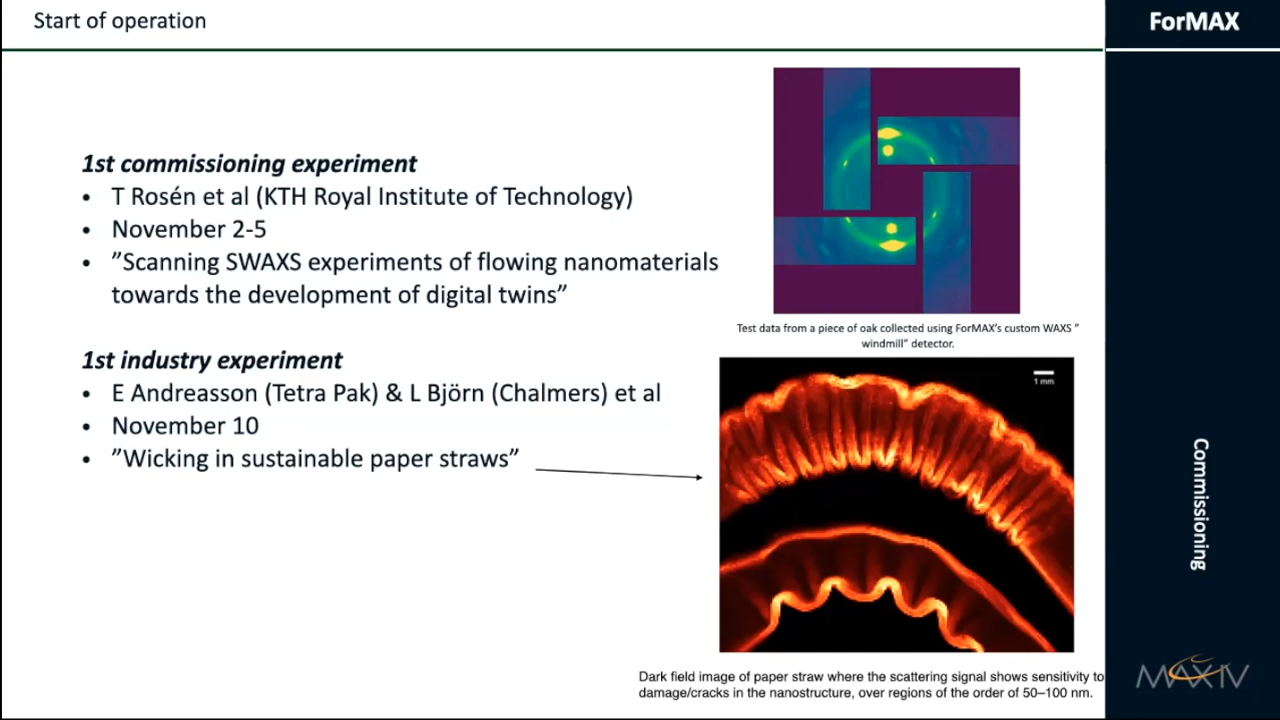 Start of operation
ForMAX
1st commissioning experiment
• T Rosén et al (KTH Royal Institute of Technology)
• November 2-5
• ”Scanning SWAXS experiments of flowing nanomaterials
towards the development of digital twins”
Test data from a piece of oak collected using ForMAX's custom WAXS ”
windmill” detector.
1st industry experiment
• E Andreasson (Tetra Pak) & L Björn (Chalmers) et al
• November 10
• ”Wicking in sustainable paper straws”
1 mm
Dark field image of paper straw where the scattering signal shows sensitivity to
damage/cracks in the nanostructure, over regions of the order of 50–100 nm.
Commissioning
MAX IV